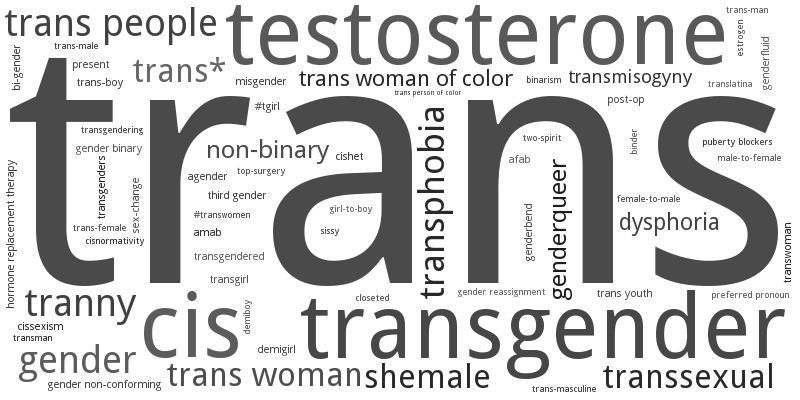 trans people
testosterone
trans-man
trans-male
bi-gender
present
trans-boy
trans*
misgender
trans woman of color
binarism
transmisogyny
estrogen
genderfluid
translatina
trans person of color
#tgirl
post-op
trans
transgendering
gender binary
non-binary
cishet
transphobia
two-spirit
binder
puberty blockers
male-to-female
afab
top-surgery
agender
transgenders
sex-change
third gender
hormone replacement therapy
genderqueer
genderbend
female-to-male
girl-to-boy
#transwomen
dysphoria
trans-female
cisnormativity
amab
sissy
transwoman
transgendered
transgirl
gender reassignment
trans youth
preferred pronoun
tranny
cis
closeted
transgender
demiboy
cissexism
transman
demigirl
gender
trans woman
shemale
transsexual
gender non-conforming
trans-masculine